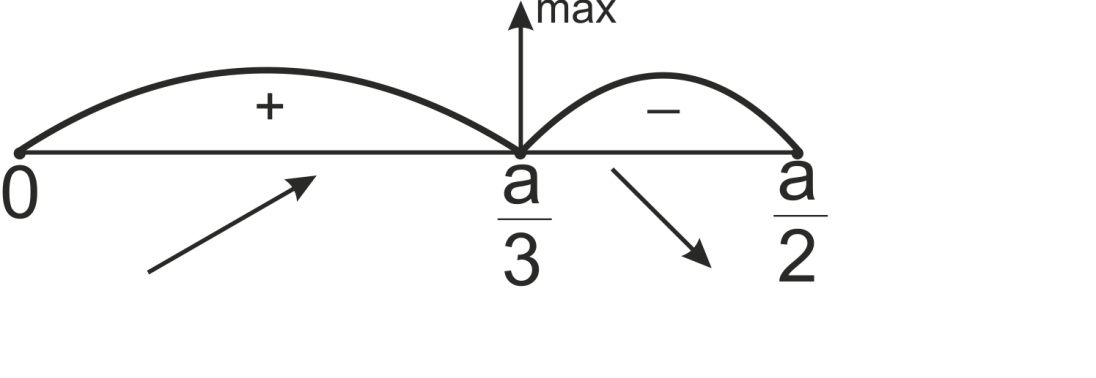 max
+ −
0 a/3 a/2